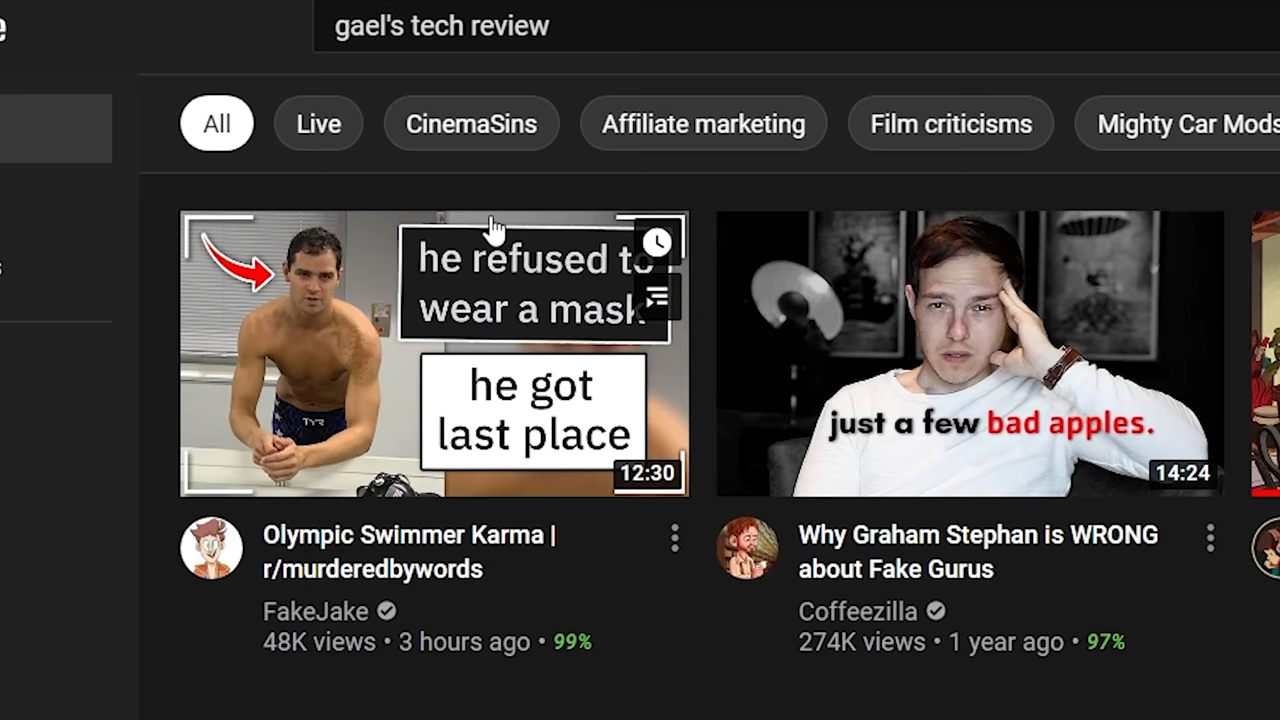 e
gael's tech review
All
Live
CinemaSins
Affiliate marketing
Film criticisms
Mighty Car Mods
s
he refused to
wear a mask
he got
last place
TYR
12:30
just a few bad apples.
14:24
Olympic Swimmer Karma |
r/murderedbywords
FakeJake
48K views • 3 hours ago • 99%
Why Graham Stephan is WRONG
about Fake Gurus
Coffeezilla
274K views • 1 year ago • 97%